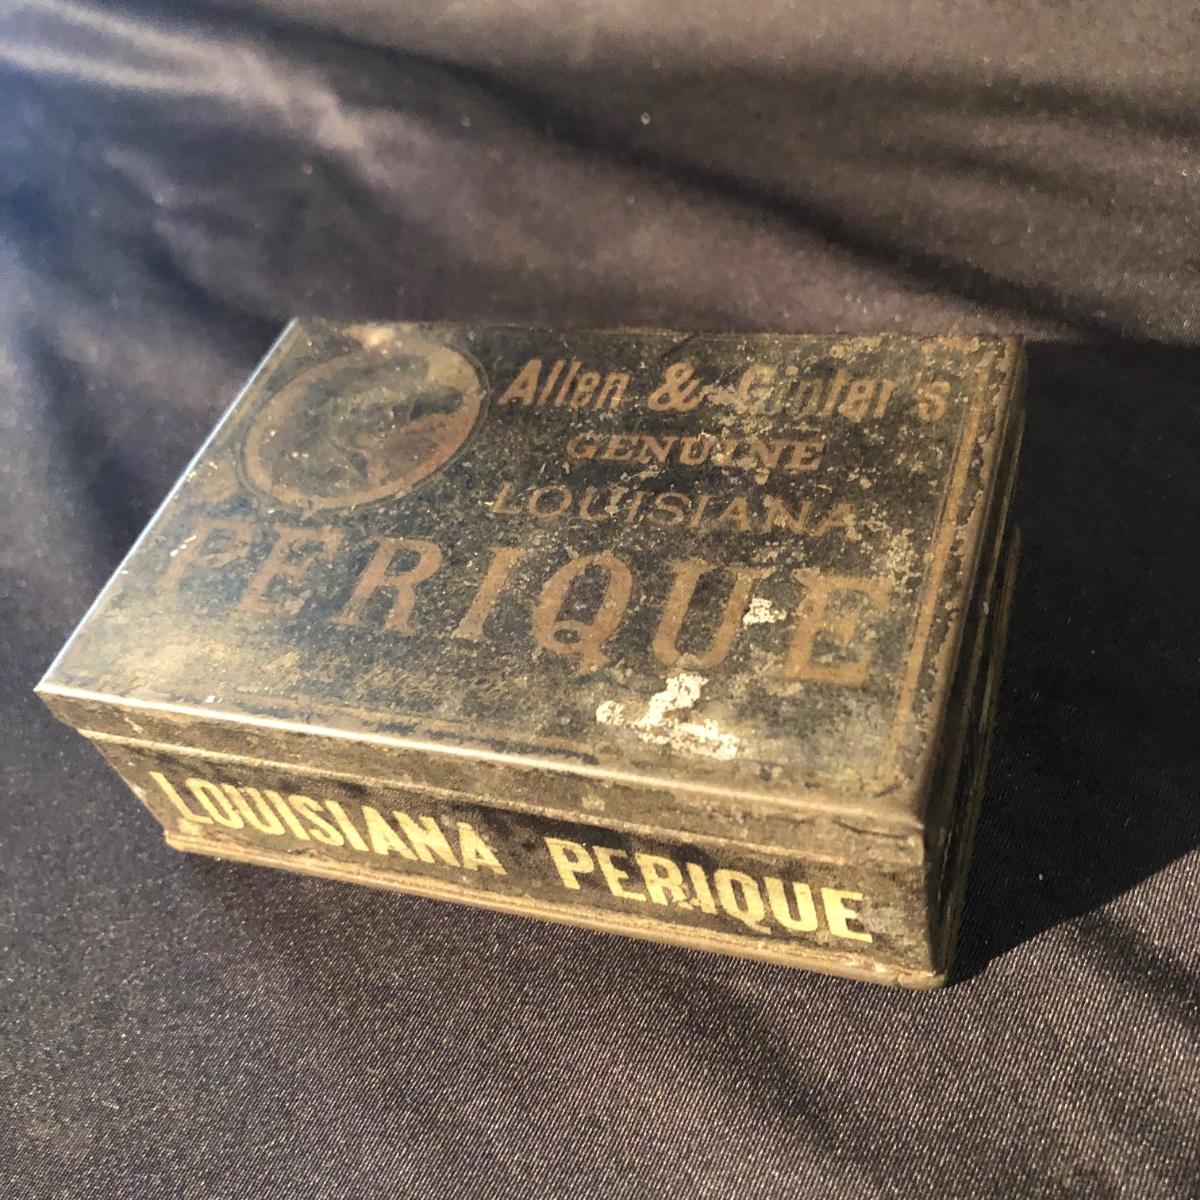 Allen & Ginter's
GENUINE
LOUISIANA
PERIQUE
LOUISIANA PERIQUE